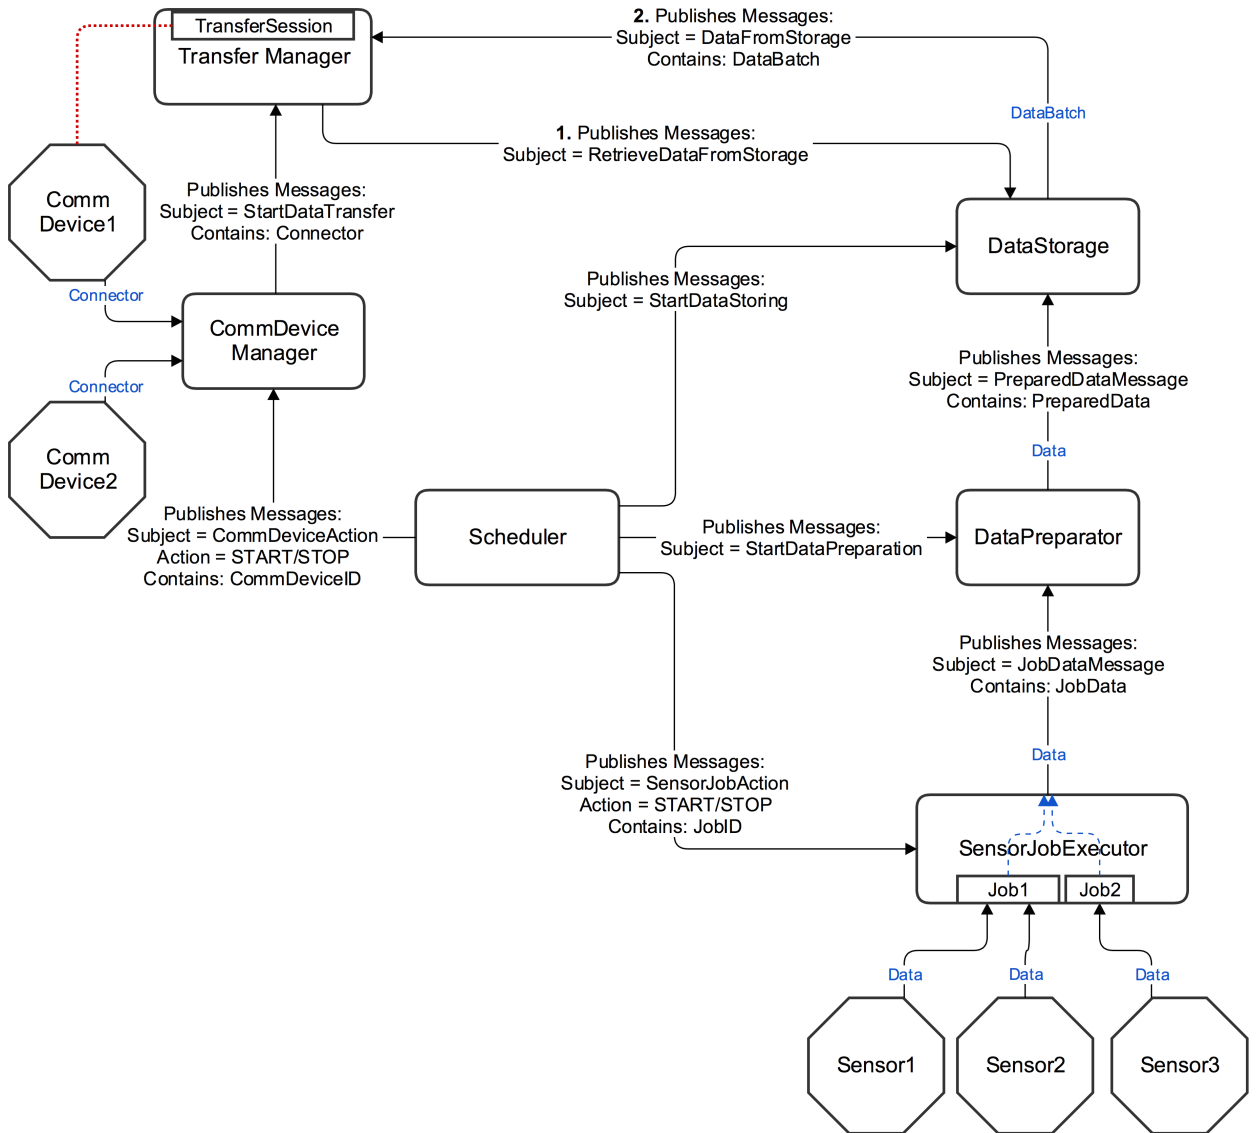 2. Publishes Messages:
Subject = DataFromStorage
Contains: DataBatch
TransferSession
Transfer Manager
DataBatch
1. Publishes Messages:
Subject = RetrieveDataFromStorage
Comm
Device1
Publishes Messages:
Subject = StartDataTransfer
Contains: Connector
DataStorage
Connector
Publishes Messages:
Subject = StartDataStoring
CommDevice
Manager
Publishes Messages:
Subject = PreparedDataMessage
Contains: PreparedData
Connector
Comm
Device2
Data
Publishes Messages:
Subject = CommDeviceAction
Action = START/STOP
Contains: CommDeviceID
Scheduler
Publishes Messages:
Subject = StartDataPreparation
DataPreparator
Publishes Messages:
Subject = JobDataMessage
Contains: JobData
Data
Publishes Messages:
Subject = SensorJobAction
Action = START/STOP
Contains: JobID
SensorJobExecutor
Job1
Job2
Data
Data
Data
Sensor1
Sensor2
Sensor3